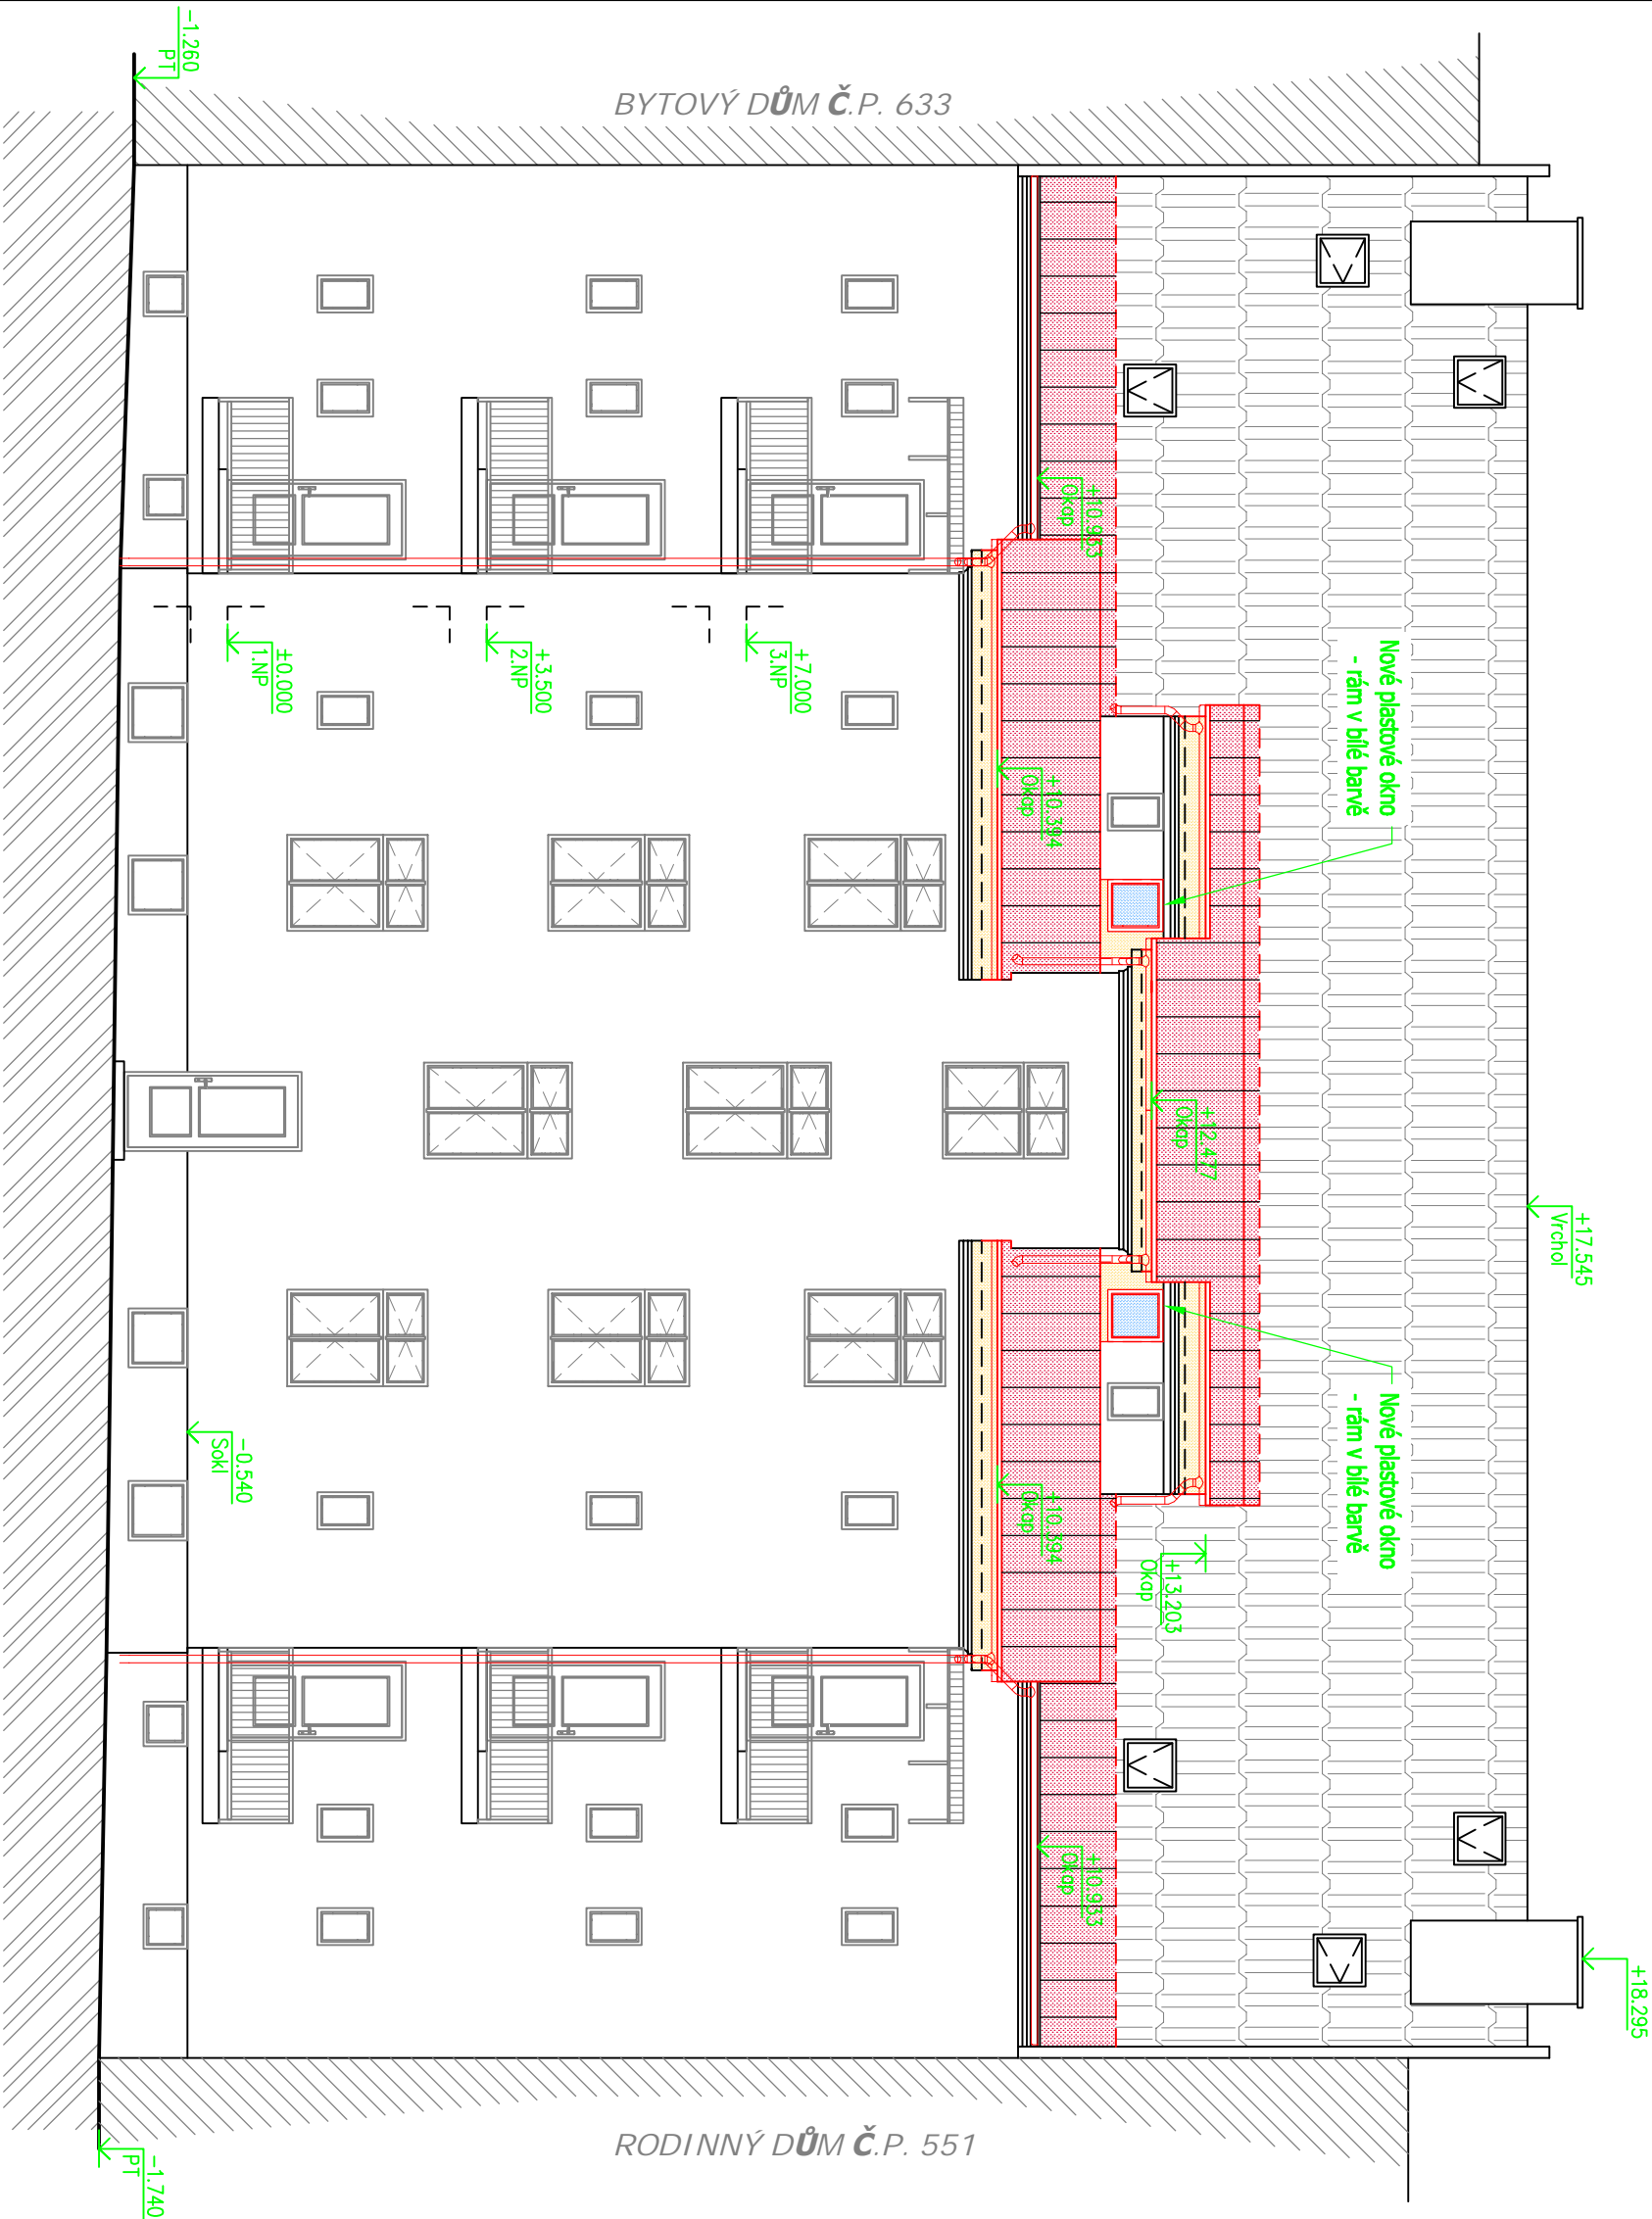 BYTOVÝ DŮM Č.P. 633
-1.260
PT
+10.933
Okap
±0.000
1.NP
+3.500
2.NP
+7.000
3.NP
+10.394
Okap
Nové plastové okno
- rám v bílé barvě
+12.477
Okap
+17.545
Vrchol
-0.540
Sokl
+10.394
Okap
+13.203
Okap
Nové plastové okno
- rám v bílé barvě
+10.933
Okap
+18.295
-1.740
PT
RODINNÝ DŮM Č.P. 551